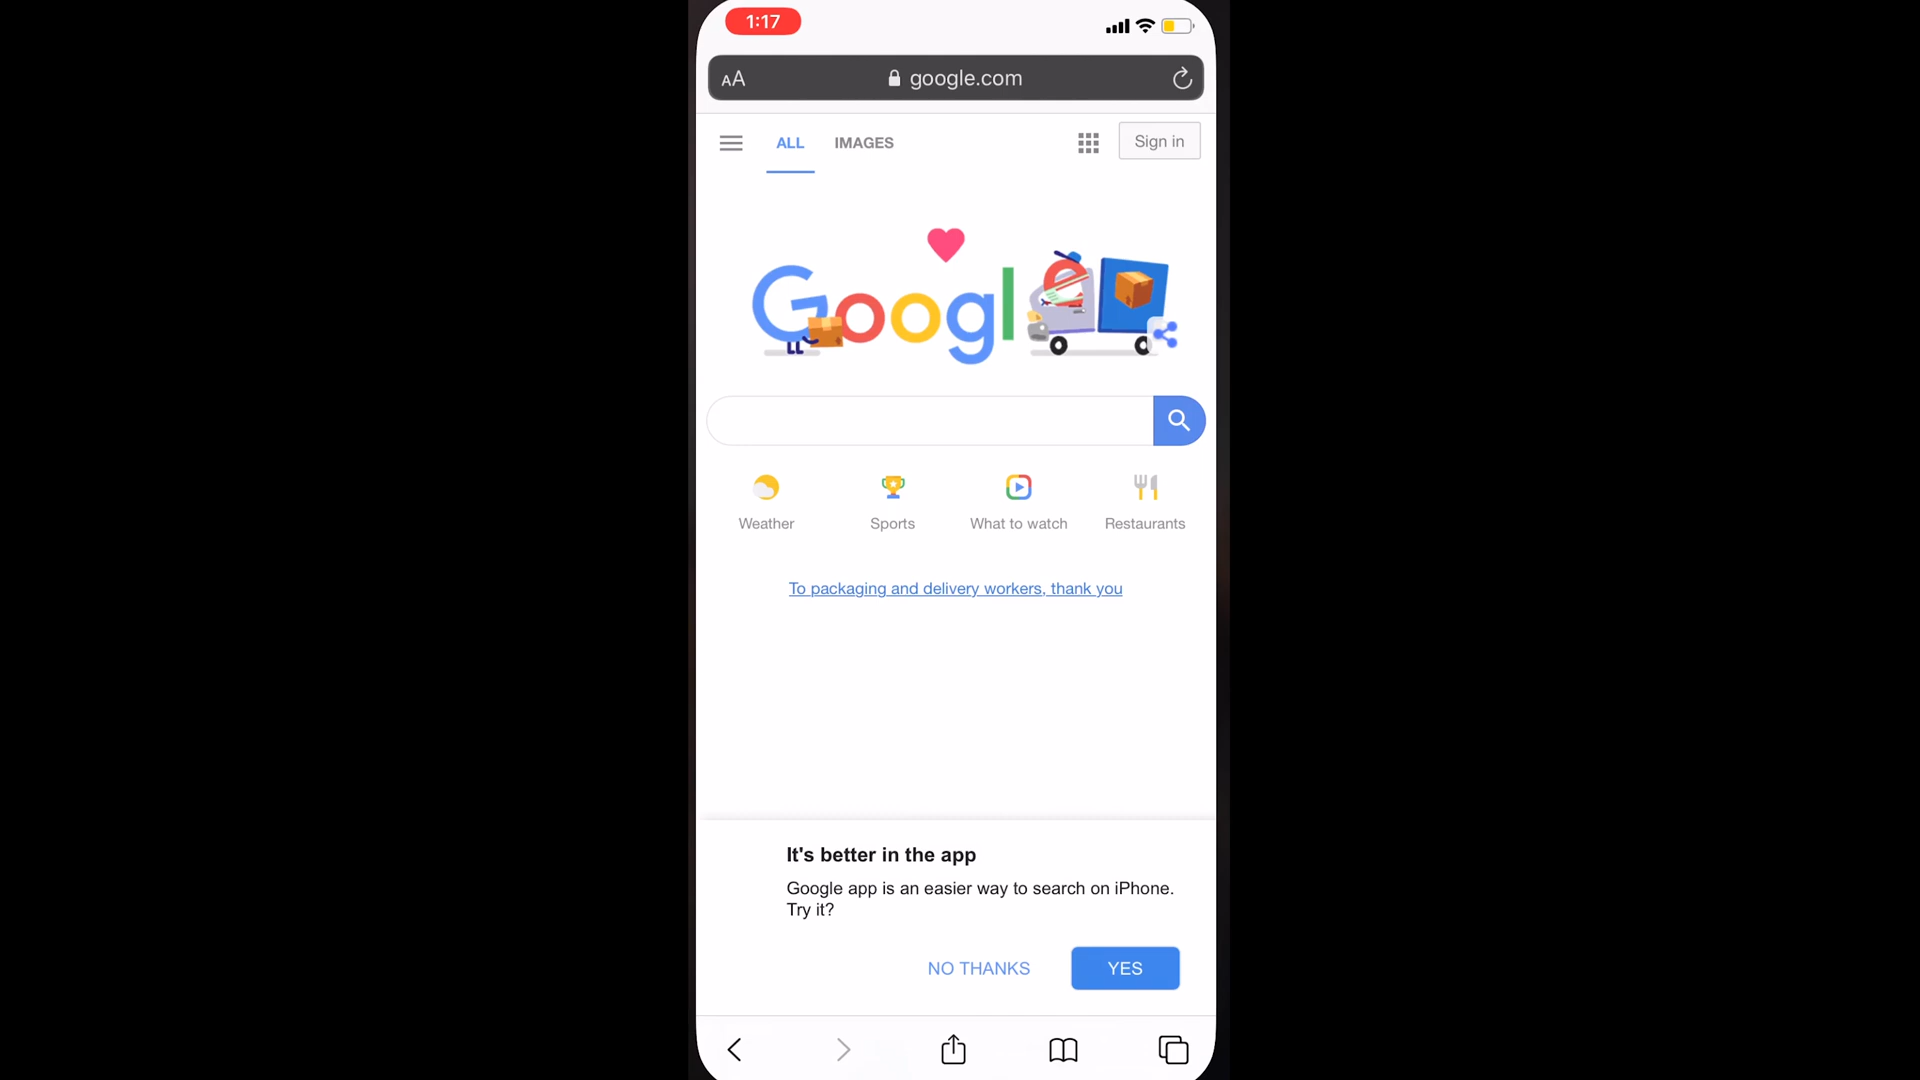 1:17
AA google.com
ALL IMAGES Sign in
Google
Weather Sports What to watch Restaurants
To packaging and delivery workers, thank you
It's better in the app
Google app is an easier way to search on iPhone.
Try it?
NO THANKS YES